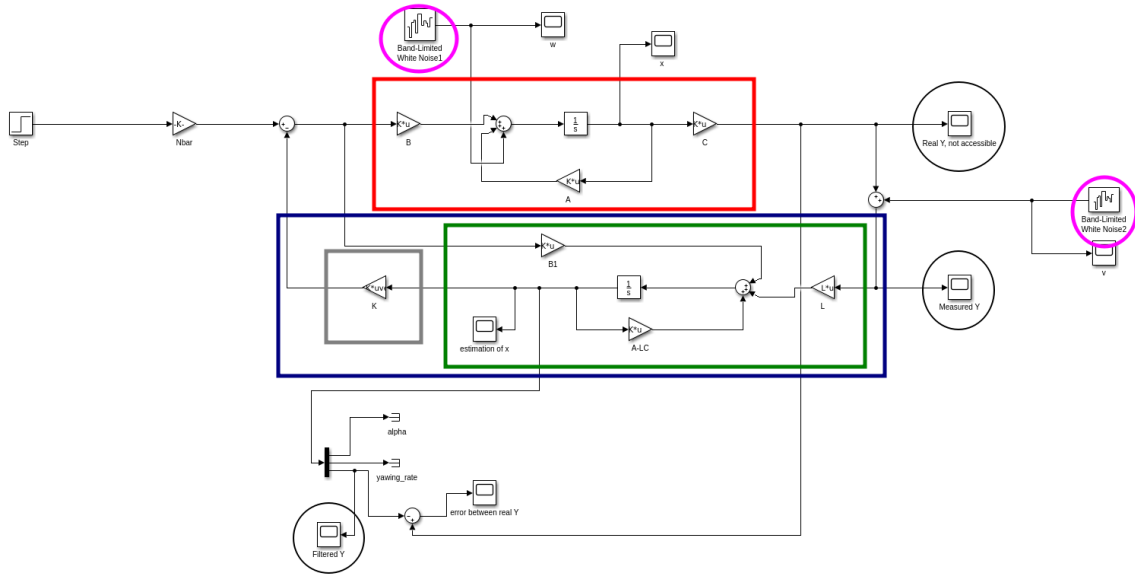 Band-Limited
White Noise1
w
x
Step
-K-
Nbar
K*u
B
1
s
K*u
C
Real Y, not accessible
K*u
A
Band-Limited
White Noise2
v
K*u
B1
K*uv
K
1
s
L*u
L
Measured Y
estimation of x
K*u
A-LC
alpha
yawing_rate
error between real Y
Filtered Y